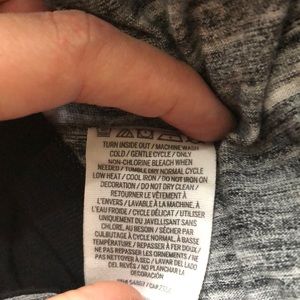 TURN INSIDE OUT / MACHINE WASH
COLD / GENTLE CYCLE / ONLY
NON-CHLORINE BLEACH WHEN
NEEDED / TUMBLE DRY NORMAL CYCLE
LOW HEAT / COOL IRON / DO NOT IRON ON
DECORATION / DO NOT DRY CLEAN /
RETOURNER LE VÊTEMENT À
L'ENVERS / LAVABLE À LA MACHINE, À
L'EAU FROIDE, CYCLE DÉLICAT / UTILISER
UNIQUEMENT DU JAVELLISANT SANS
CHLORE, AU BESOIN / SÉCHER PAR
CULBUTAGE À CYCLE NORMAL, À BASSE
TEMPÉRATURE / REPASSER À FER DOUX /
NE PAS REPASSER L'ORNEMENT / NE
PAS NETTOYER À SEC / LAVAR DEL LADO
DEL REVÉS / NO PLANCHAR LA
DECORACIÓN